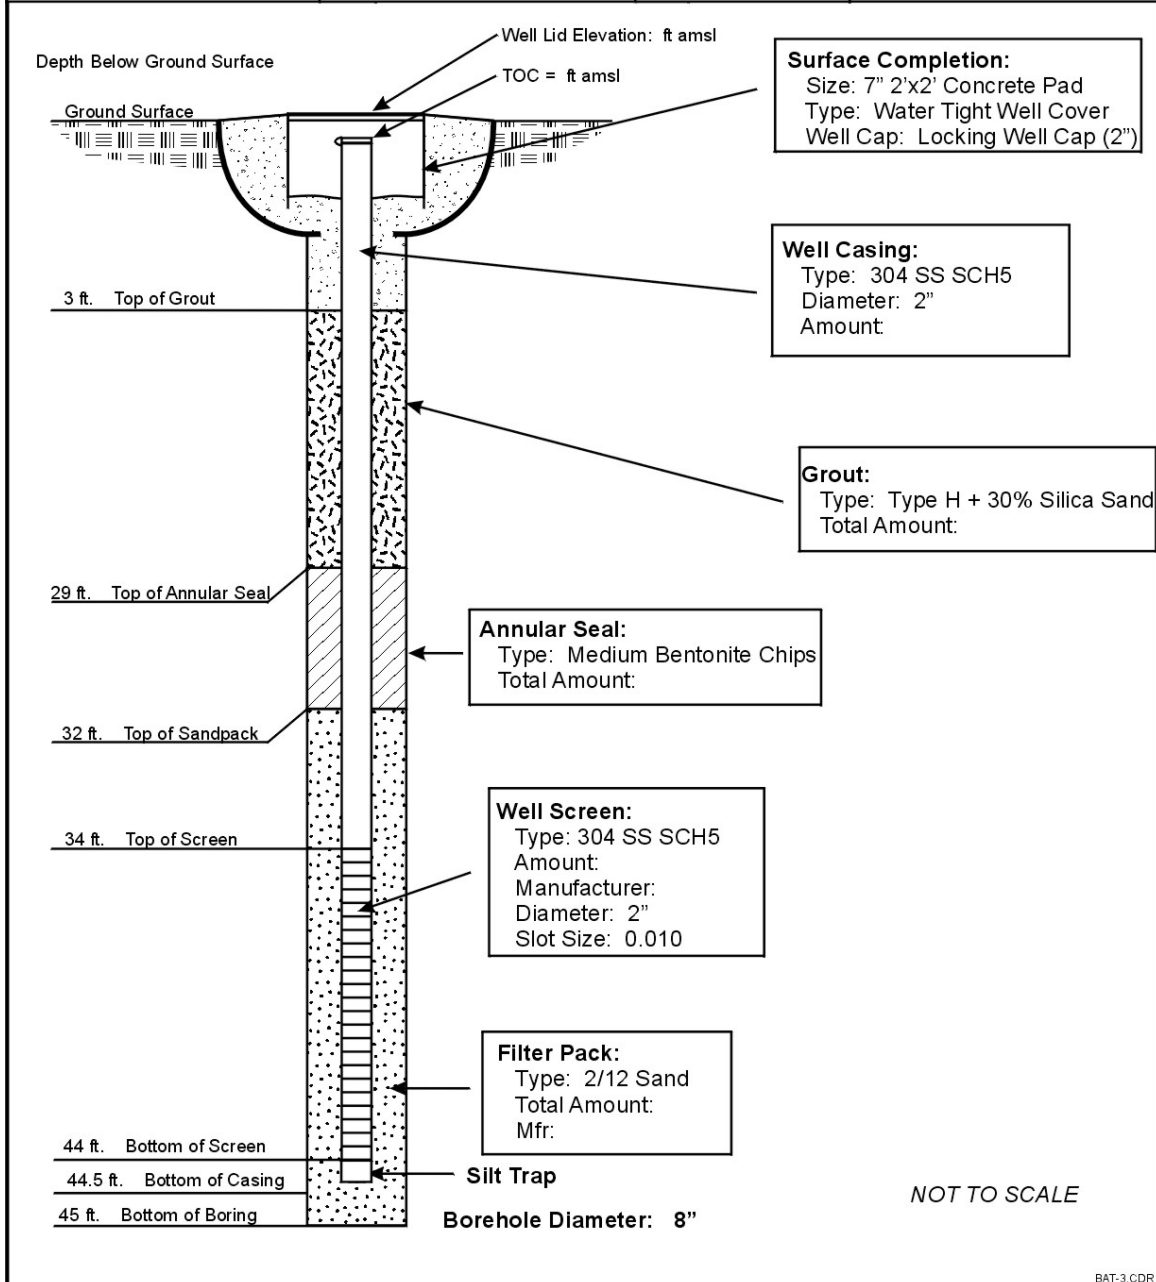 Well Lid Elevation: ft amsl
Depth Below Ground Surface
TOC = ft amsl
Ground Surface
Surface Completion:
Size: 7” 2’x2’ Concrete Pad
Type: Water Tight Well Cover
Well Cap: Locking Well Cap (2”)
Well Casing:
Type: 304 SS SCH5
Diameter: 2”
Amount:
3 ft. Top of Grout
Grout:
Type: Type H + 30% Silica Sand
Total Amount:
29 ft. Top of Annular Seal
Annular Seal:
Type: Medium Bentonite Chips
Total Amount:
32 ft. Top of Sandpack
Well Screen:
Type: 304 SS SCH5
Amount:
Manufacturer:
Diameter: 2”
Slot Size: 0.010
34 ft. Top of Screen
Filter Pack:
Type: 2/12 Sand
Total Amount:
Mfr:
44 ft. Bottom of Screen
Silt Trap
44.5 ft. Bottom of Casing
45 ft. Bottom of Boring
Borehole Diameter: 8”
NOT TO SCALE
BAT-3.CDR